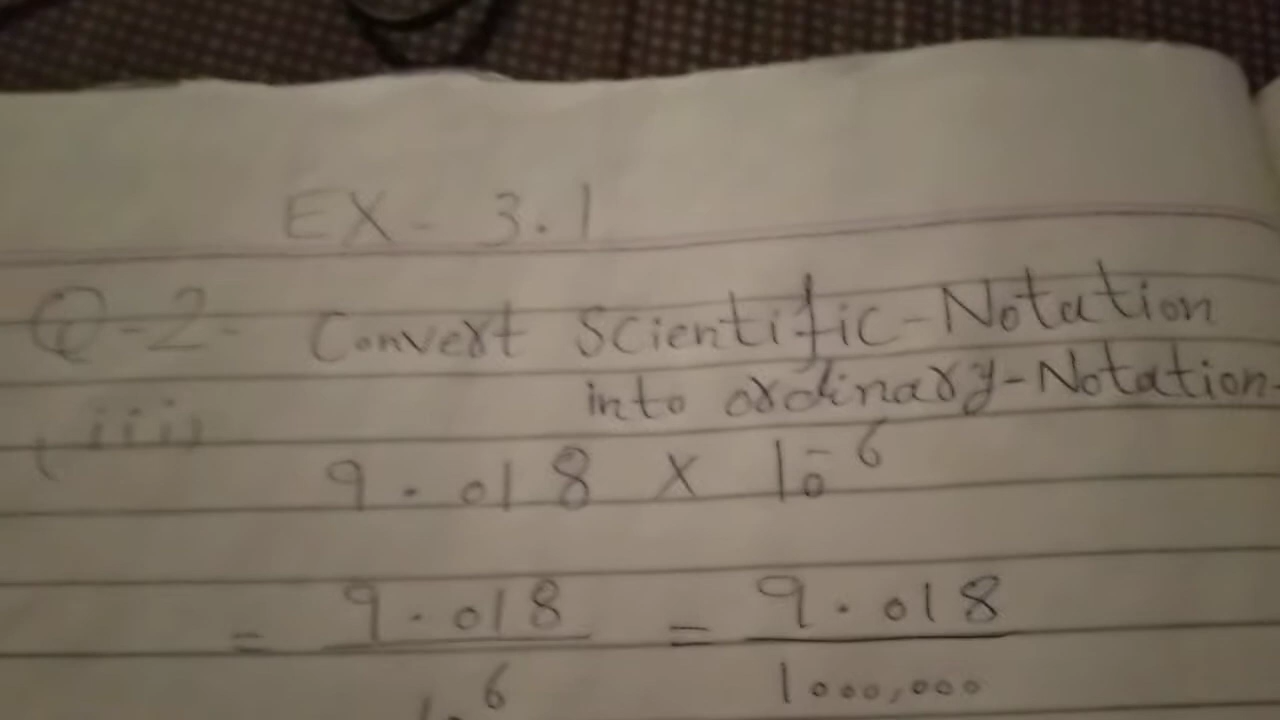 EX - 3.1
Q-2- Convert Scientific-Notation
into ordinary-Notation-
(iii)
9.018 X 10⁻⁶
= 9.018 / 10⁶ = 9.018 / 1000,000